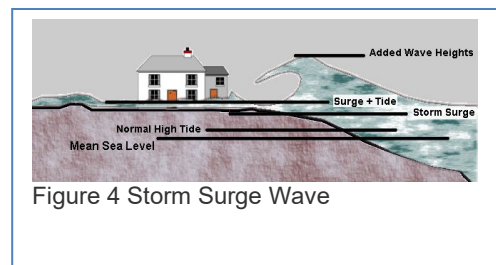 Added Wave Heights
Surge + Tide
Storm Surge
Normal High Tide
Mean Sea Level
Figure 4 Storm Surge Wave